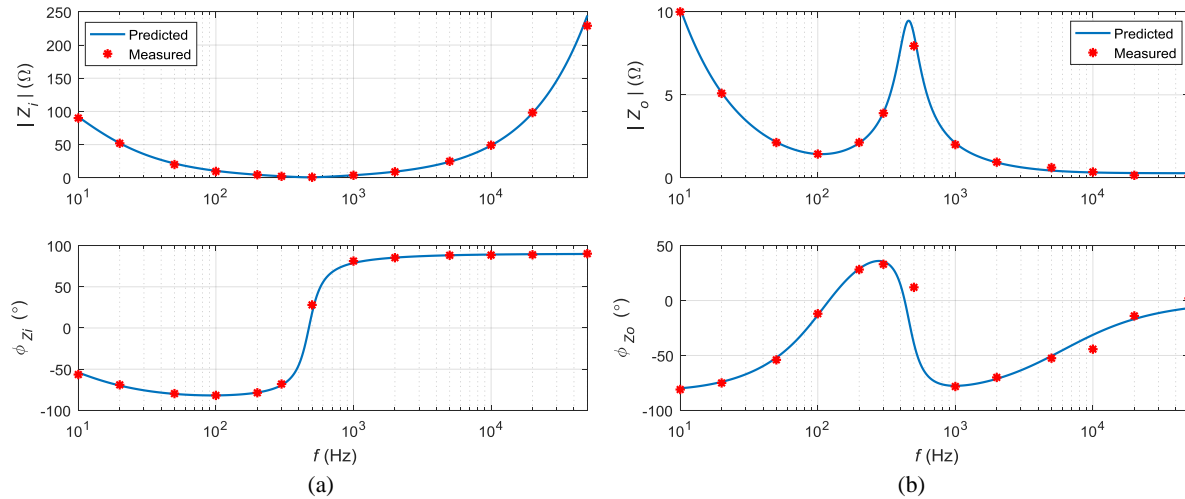 250
200
150
100
50
0
| Z_i | (Ω)
Predicted
Measured
10^1
10^2
10^3
10^4
100
50
0
-50
-100
ϕ_Zi (°)
10^1
10^2
10^3
10^4
f (Hz)
(a)
10
5
0
| Z_o | (Ω)
Predicted
Measured
10^1
10^2
10^3
10^4
50
0
-50
-100
ϕ_Zo (°)
10^1
10^2
10^3
10^4
f (Hz)
(b)